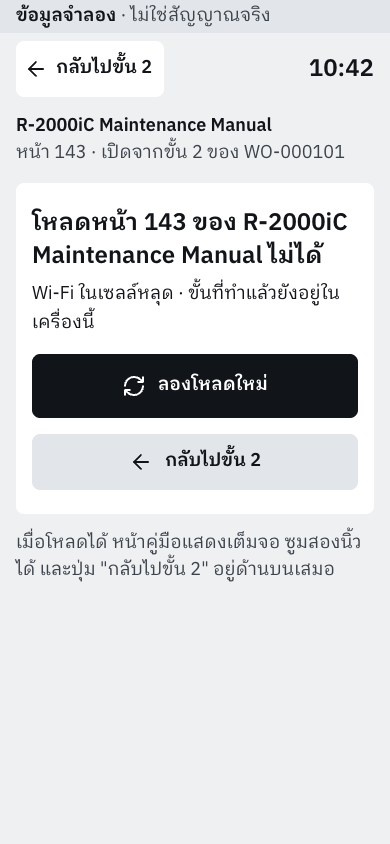 ข้อมูลจำลอง · ไม่ใช่สัญญาณจริง
← กลับไปขั้น 2
10:42
R-2000iC Maintenance Manual
หน้า 143 · เปิดจากขั้น 2 ของ WO-000101
โหลดหน้า 143 ของ R-2000iC
Maintenance Manual ไม่ได้
Wi-Fi ในเซลล์หลุด · ขั้นที่ทำแล้วยังอยู่ใน
เครื่องนี้
ลองโหลดใหม่
← กลับไปขั้น 2
เมื่อโหลดได้ หน้าคู่มือแสดงเต็มจอ ซูมสองนิ้ว
ได้ และปุ่ม "กลับไปขั้น 2" อยู่ด้านบนเสมอ